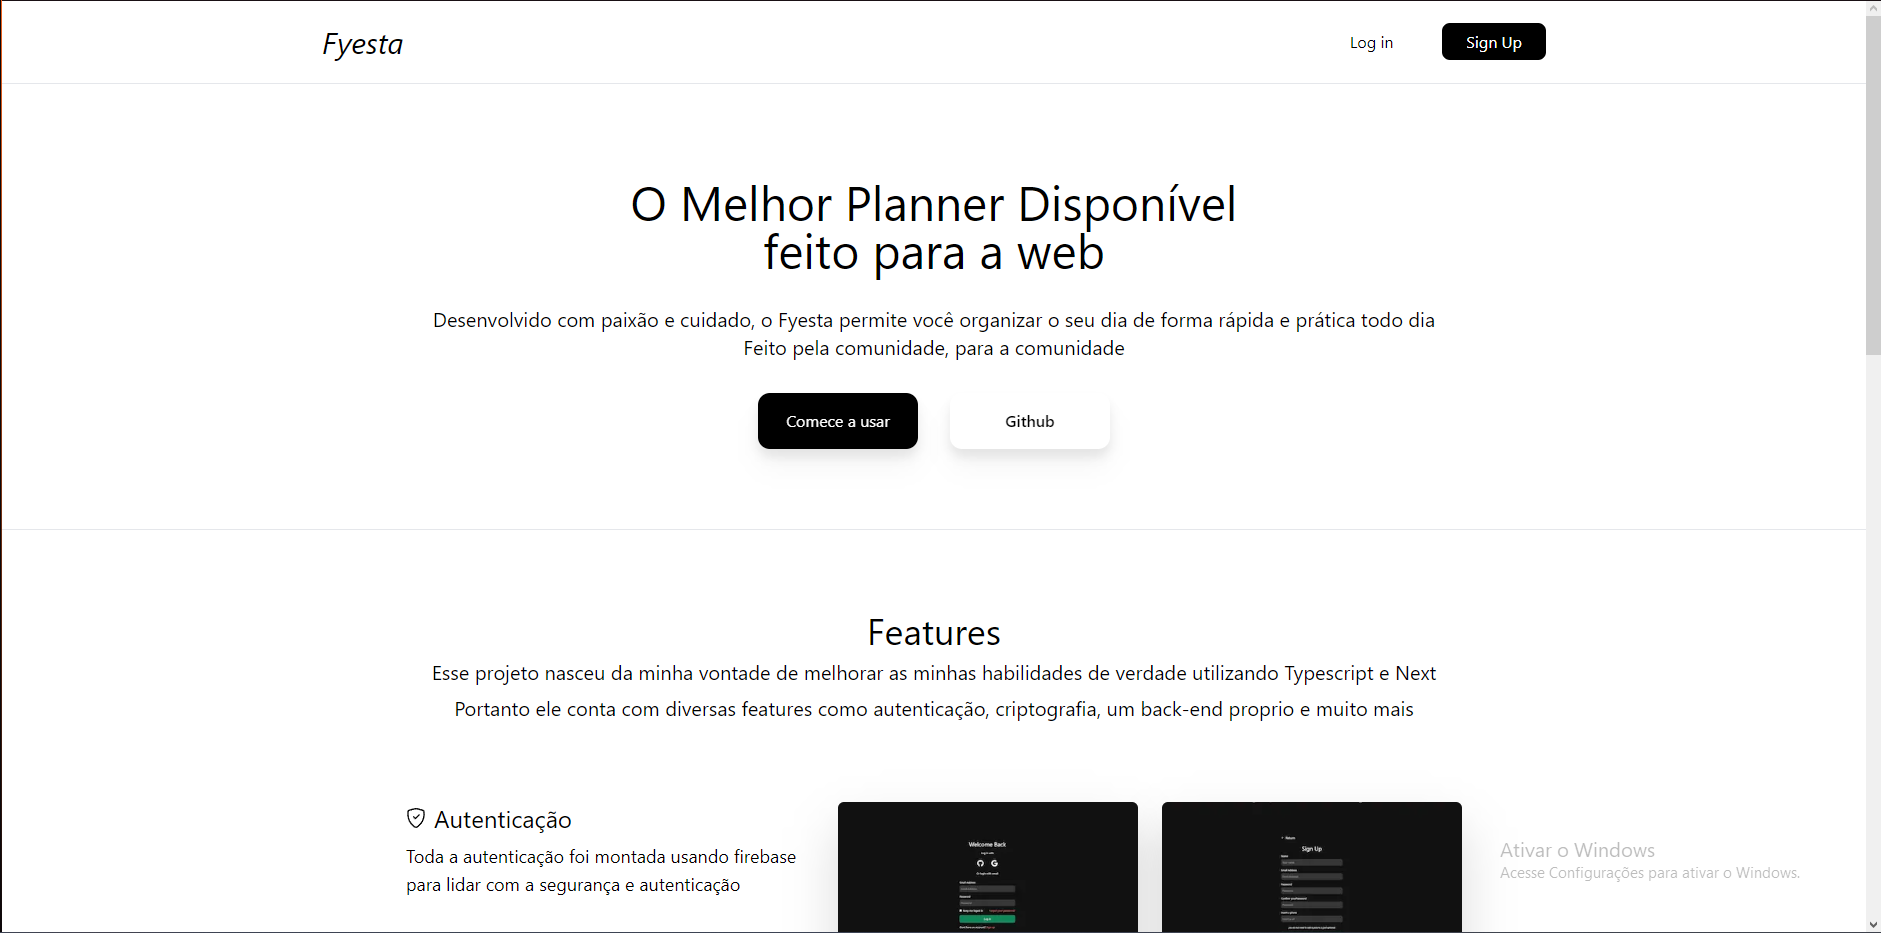 Fyesta
Log in
Sign Up
O Melhor Planner Disponível
feito para a web
Desenvolvido com paixão e cuidado, o Fyesta permite você organizar o seu dia de forma rápida e prática todo dia
Feito pela comunidade, para a comunidade
Comece a usar
Github
Features
Esse projeto nasceu da minha vontade de melhorar as minhas habilidades de verdade utilizando Typescript e Next
Portanto ele conta com diversas features como autenticação, criptografia, um back-end proprio e muito mais
Autenticação
Toda a autenticação foi montada usando firebase
para lidar com a segurança e autenticação
Welcome Back
Return
Sign Up
Ativar o Windows
Acesse Configurações para ativar o Windows.